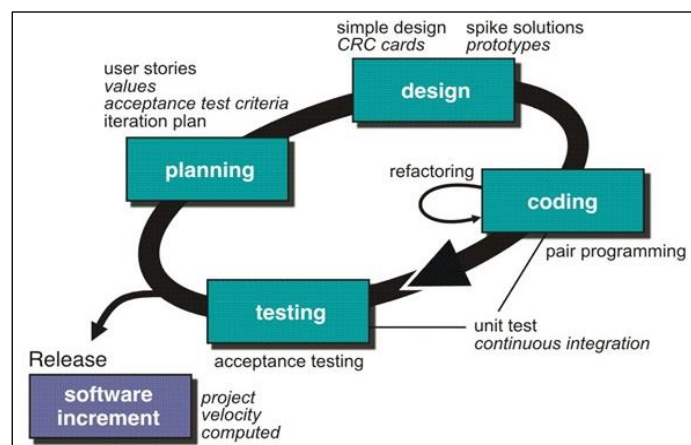 simple design
CRC cards
spike solutions
prototypes
design
user stories
values
acceptance test criteria
iteration plan
planning
refactoring
coding
pair programming
testing
acceptance testing
unit test
continuous integration
Release
software
increment
project
velocity
computed